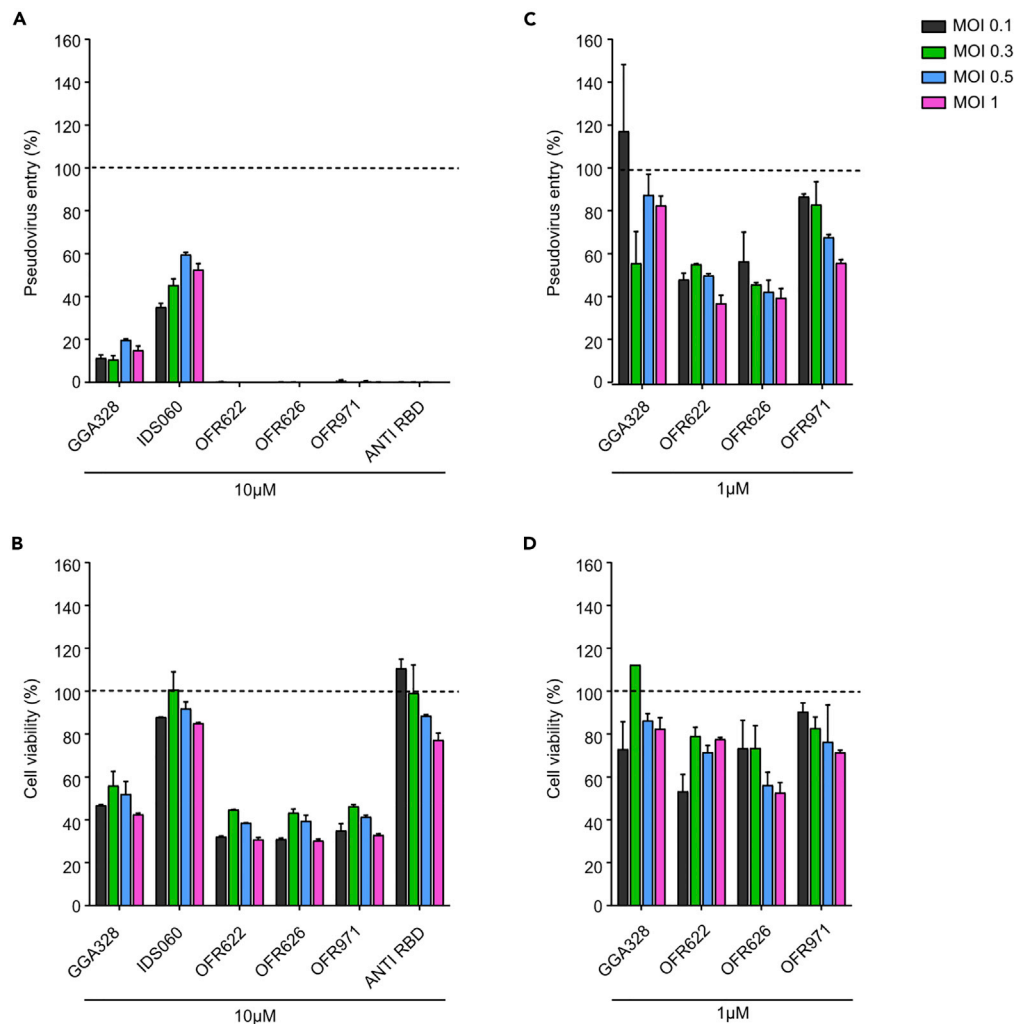 A
Pseudovirus entry (%)
160
140
120
100
80
60
40
20
0
GGA328
IDS060
OFR622
OFR626
OFR971
ANTI RBD
10µM
C
Pseudovirus entry (%)
160
140
120
100
80
60
40
20
0
GGA328
OFR622
OFR626
OFR971
1µM
MOI 0.1
MOI 0.3
MOI 0.5
MOI 1
B
Cell viability (%)
160
140
120
100
80
60
40
20
0
GGA328
IDS060
OFR622
OFR626
OFR971
ANTI RBD
10µM
D
Cell viability (%)
160
140
120
100
80
60
40
20
0
GGA328
OFR622
OFR626
OFR971
1µM